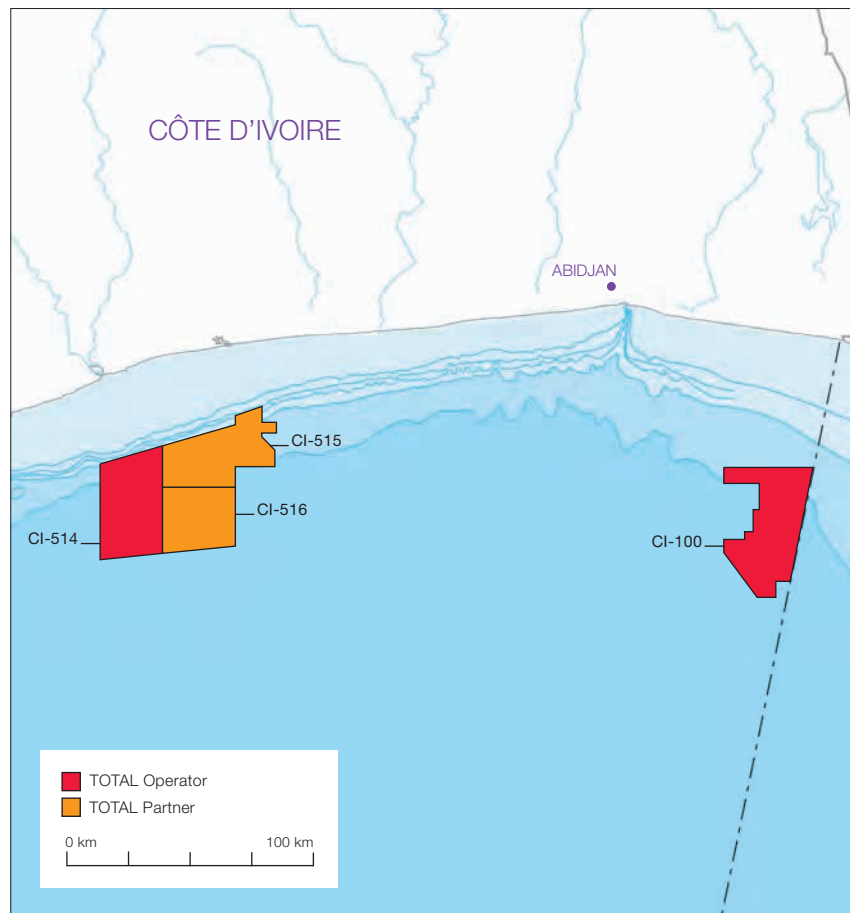 CÔTE D'IVOIRE
ABIDJAN
CI-515
CI-516
CI-514
CI-100
TOTAL Operator
TOTAL Partner
0 km 100 km